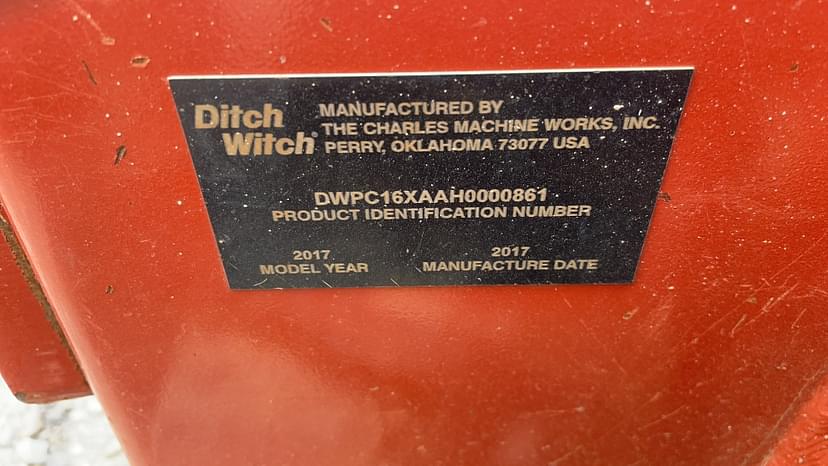 Ditch Witch®
MANUFACTURED BY
THE CHARLES MACHINE WORKS, INC.
PERRY, OKLAHOMA 73077 USA
DWPC16XAAH0000861
PRODUCT IDENTIFICATION NUMBER
2017
MODEL YEAR
2017
MANUFACTURE DATE